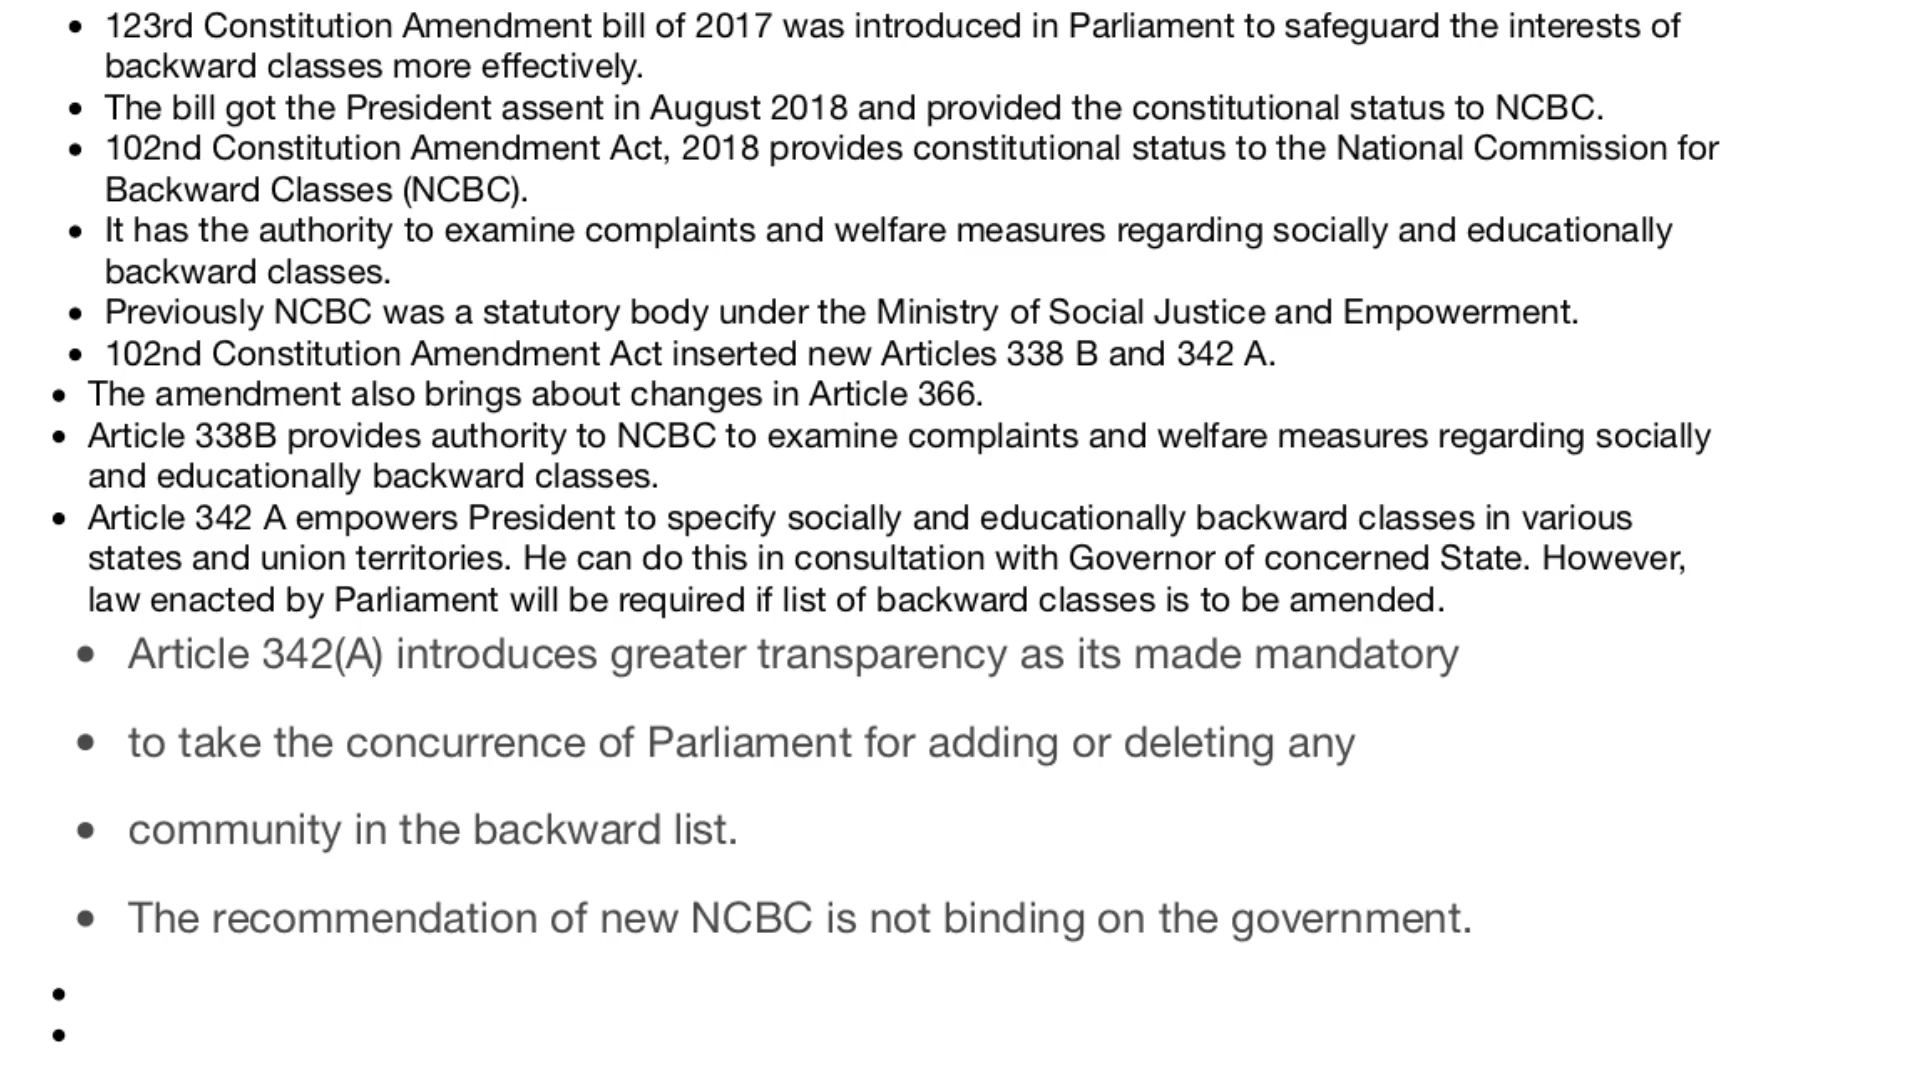 • 123rd Constitution Amendment bill of 2017 was introduced in Parliament to safeguard the interests of
backward classes more effectively.
• The bill got the President assent in August 2018 and provided the constitutional status to NCBC.
• 102nd Constitution Amendment Act, 2018 provides constitutional status to the National Commission for
Backward Classes (NCBC).
• It has the authority to examine complaints and welfare measures regarding socially and educationally
backward classes.
• Previously NCBC was a statutory body under the Ministry of Social Justice and Empowerment.
• 102nd Constitution Amendment Act inserted new Articles 338 B and 342 A.
• The amendment also brings about changes in Article 366.
• Article 338B provides authority to NCBC to examine complaints and welfare measures regarding socially
and educationally backward classes.
• Article 342 A empowers President to specify socially and educationally backward classes in various
states and union territories. He can do this in consultation with Governor of concerned State. However,
law enacted by Parliament will be required if list of backward classes is to be amended.
• Article 342(A) introduces greater transparency as its made mandatory
• to take the concurrence of Parliament for adding or deleting any
• community in the backward list.
• The recommendation of new NCBC is not binding on the government.
•
•